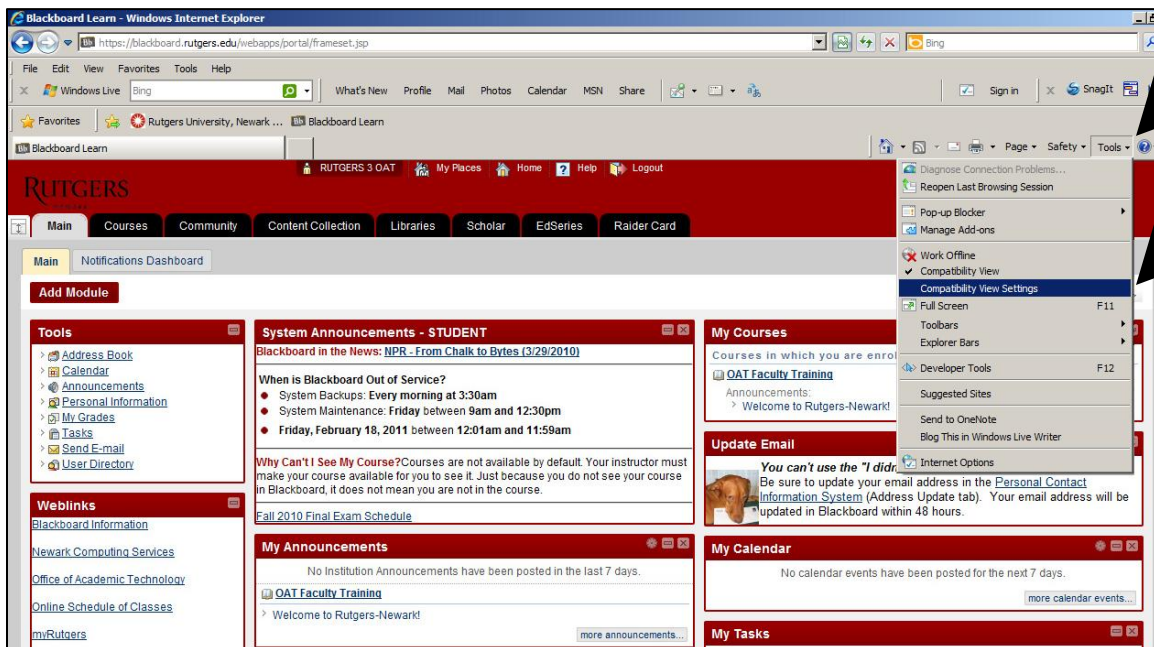 Blackboard Learn - Windows Internet Explorer
https://blackboard.rutgers.edu/webapps/portal/frameset.jsp
Bing
File Edit View Favorites Tools Help
Windows Live Bing What's New Profile Mail Photos Calendar MSN Share Sign in SnagIt
Favorites Rutgers University, Newark ... Blackboard Learn
Blackboard Learn Page Safety Tools
RUTGERS 3 OAT My Places Home Help Logout
RUTGERS
Main Courses Community Content Collection Libraries Scholar EdSeries Raider Card
Main Notifications Dashboard
Add Module
Diagnose Connection Problems...
Reopen Last Browsing Session
Pop-up Blocker
Manage Add-ons
Work Offline
Compatibility View
Compatibility View Settings
Full Screen F11
Toolbars
Explorer Bars
Developer Tools F12
Suggested Sites
Send to OneNote
Blog This in Windows Live Writer
Internet Options
Tools
Address Book
Calendar
Announcements
Personal Information
My Grades
Tasks
Send E-mail
User Directory
Weblinks
Blackboard Information
Newark Computing Services
Office of Academic Technology
Online Schedule of Classes
myRutgers
System Announcements - STUDENT
Blackboard in the News: NPR - From Chalk to Bytes (3/29/2010)
When is Blackboard Out of Service?
System Backups: Every morning at 3:30am
System Maintenance: Friday between 9am and 12:30pm
Friday, February 18, 2011 between 12:01am and 11:59am
Why Can't I See My Course?Courses are not available by default. Your instructor must
make your course available for you to see it. Just because you do not see your course
in Blackboard, it does not mean you are not in the course.
Fall 2010 Final Exam Schedule
My Announcements
No Institution Announcements have been posted in the last 7 days.
OAT Faculty Training
Welcome to Rutgers-Newark!
more announcements...
My Courses
Courses in which you are enrol
OAT Faculty Training
Announcements:
Welcome to Rutgers-Newark!
Update Email
You can't use the "I didn
Be sure to update your email address in the Personal Contact
Information System (Address Update tab). Your email address will be
updated in Blackboard within 48 hours.
My Calendar
No calendar events have been posted for the next 7 days.
more calendar events...
My Tasks